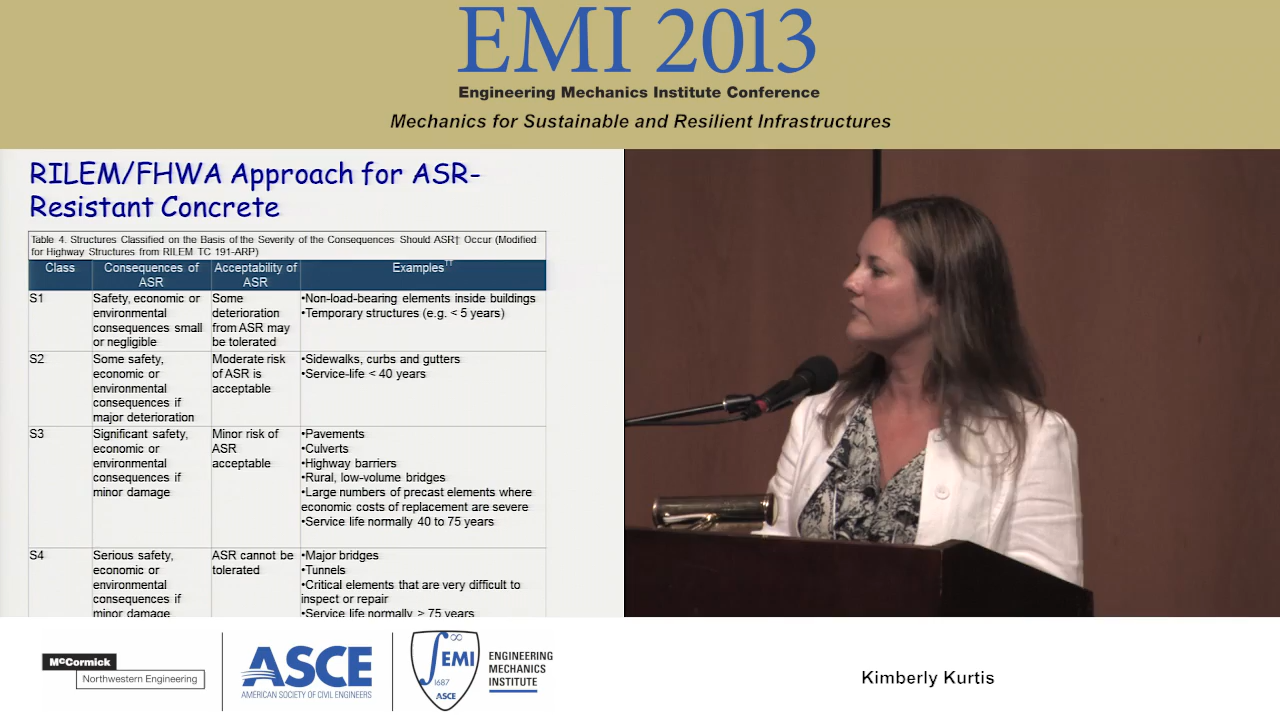 EMI 2013
Engineering Mechanics Institute Conference
Mechanics for Sustainable and Resilient Infrastructures
RILEM/FHWA Approach for ASR-
Resistant Concrete
Table 4. Structures Classified on the Basis of the Severity of the Consequences Should ASR† Occur (Modified
for Highway Structures from RILEM TC 191-ARP)
Class
Consequences of
ASR
Acceptability of
ASR
Examples††
S1
Safety, economic or
environmental
consequences small
or negligible
Some
deterioration
from ASR may
be tolerated
•Non-load-bearing elements inside buildings
•Temporary structures (e.g. < 5 years)
S2
Some safety,
economic or
environmental
consequences if
major deterioration
Moderate risk
of ASR is
acceptable
•Sidewalks, curbs and gutters
•Service-life < 40 years
S3
Significant safety,
economic or
environmental
consequences if
minor damage
Minor risk of
ASR
acceptable
•Pavements
•Culverts
•Highway barriers
•Rural, low-volume bridges
•Large numbers of precast elements where
economic costs of replacement are severe
•Service life normally 40 to 75 years
S4
Serious safety,
economic or
environmental
consequences if
minor damage
ASR cannot be
tolerated
•Major bridges
•Tunnels
•Critical elements that are very difficult to
inspect or repair
•Service life normally > 75 years
McCormick
Northwestern Engineering
ASCE
AMERICAN SOCIETY OF CIVIL ENGINEERS
∞
∫EMI
1687
ASCE
ENGINEERING
MECHANICS
INSTITUTE
Kimberly Kurtis